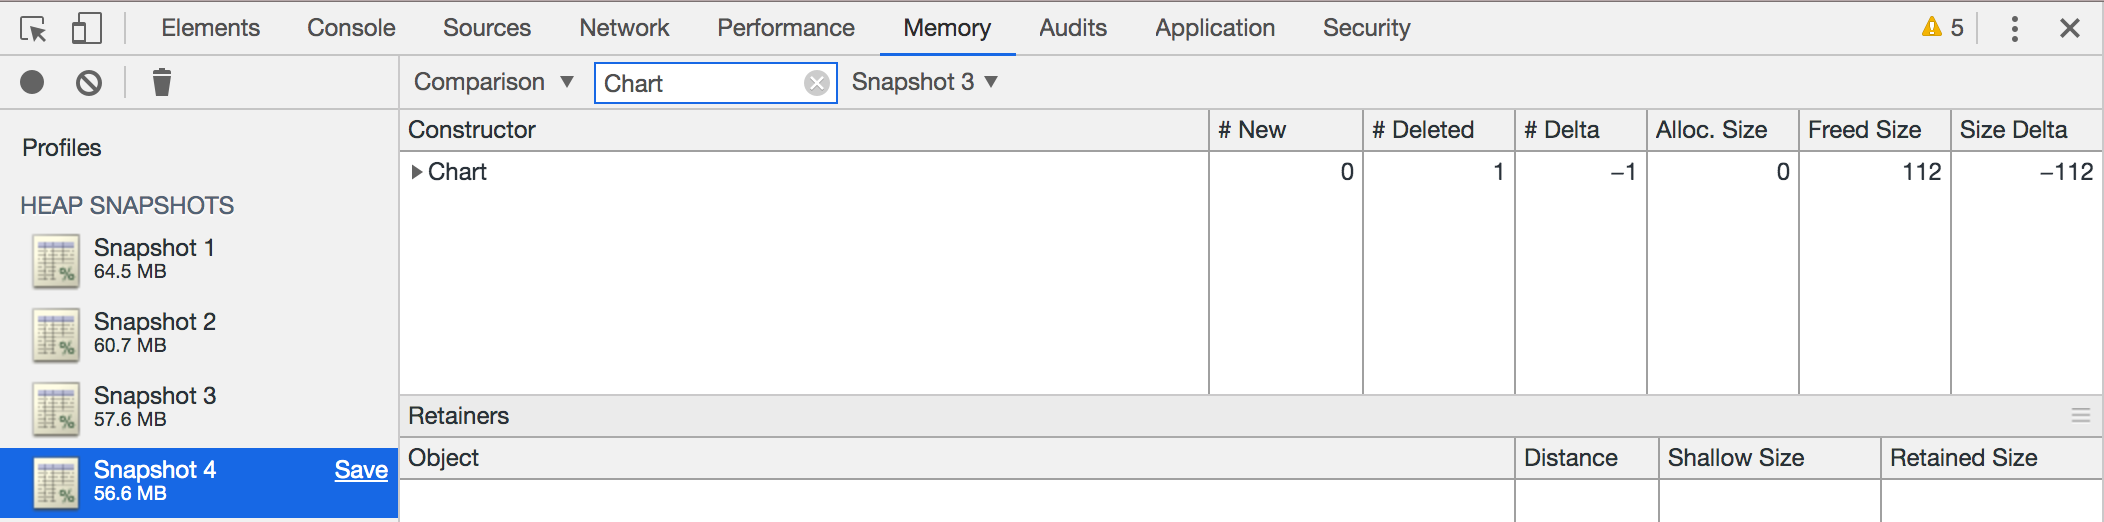 Elements Console Sources Network Performance Memory Audits Application Security 5
Comparison Chart Snapshot 3
Profiles
HEAP SNAPSHOTS
Snapshot 1
64.5 MB
Snapshot 2
60.7 MB
Snapshot 3
57.6 MB
Snapshot 4 Save
56.6 MB
Constructor # New # Deleted # Delta Alloc. Size Freed Size Size Delta
Chart 0 1 −1 0 112 −112
Retainers
Object Distance Shallow Size Retained Size